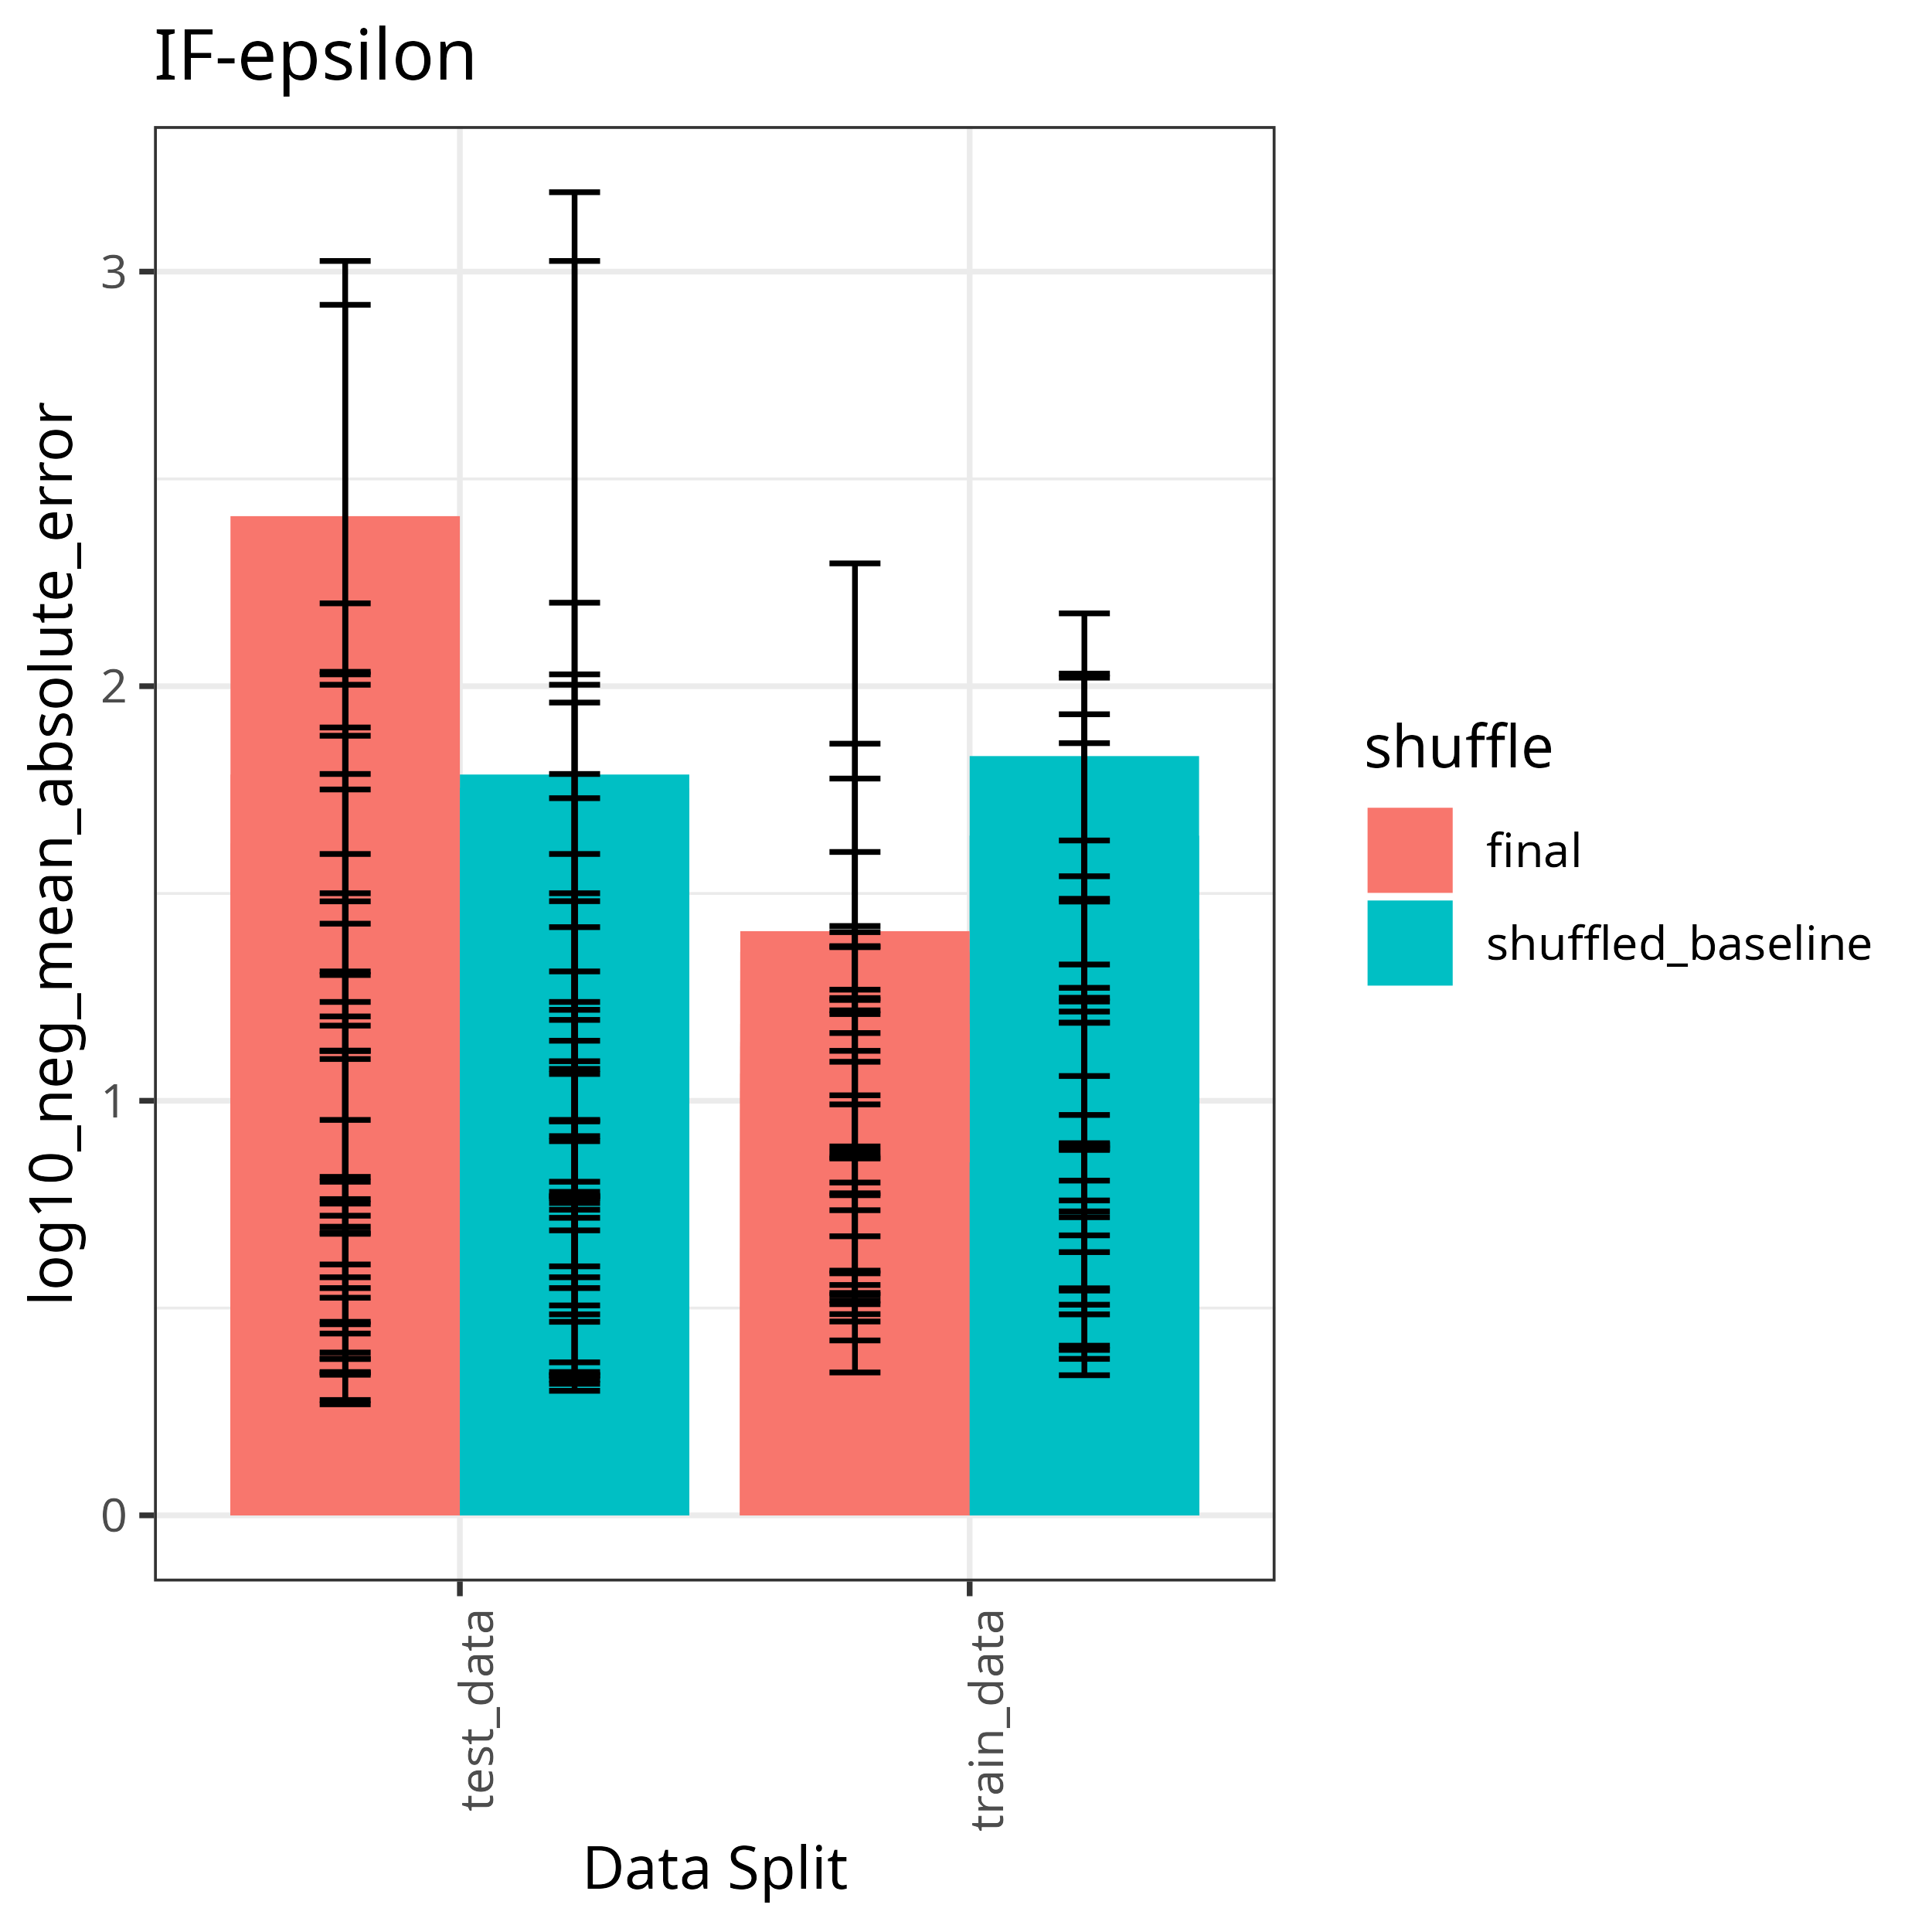 IF-epsilon
log10_neg_mean_absolute_error
3
2
1
0
test_data
train_data
Data Split
shuffle
final
shuffled_baseline